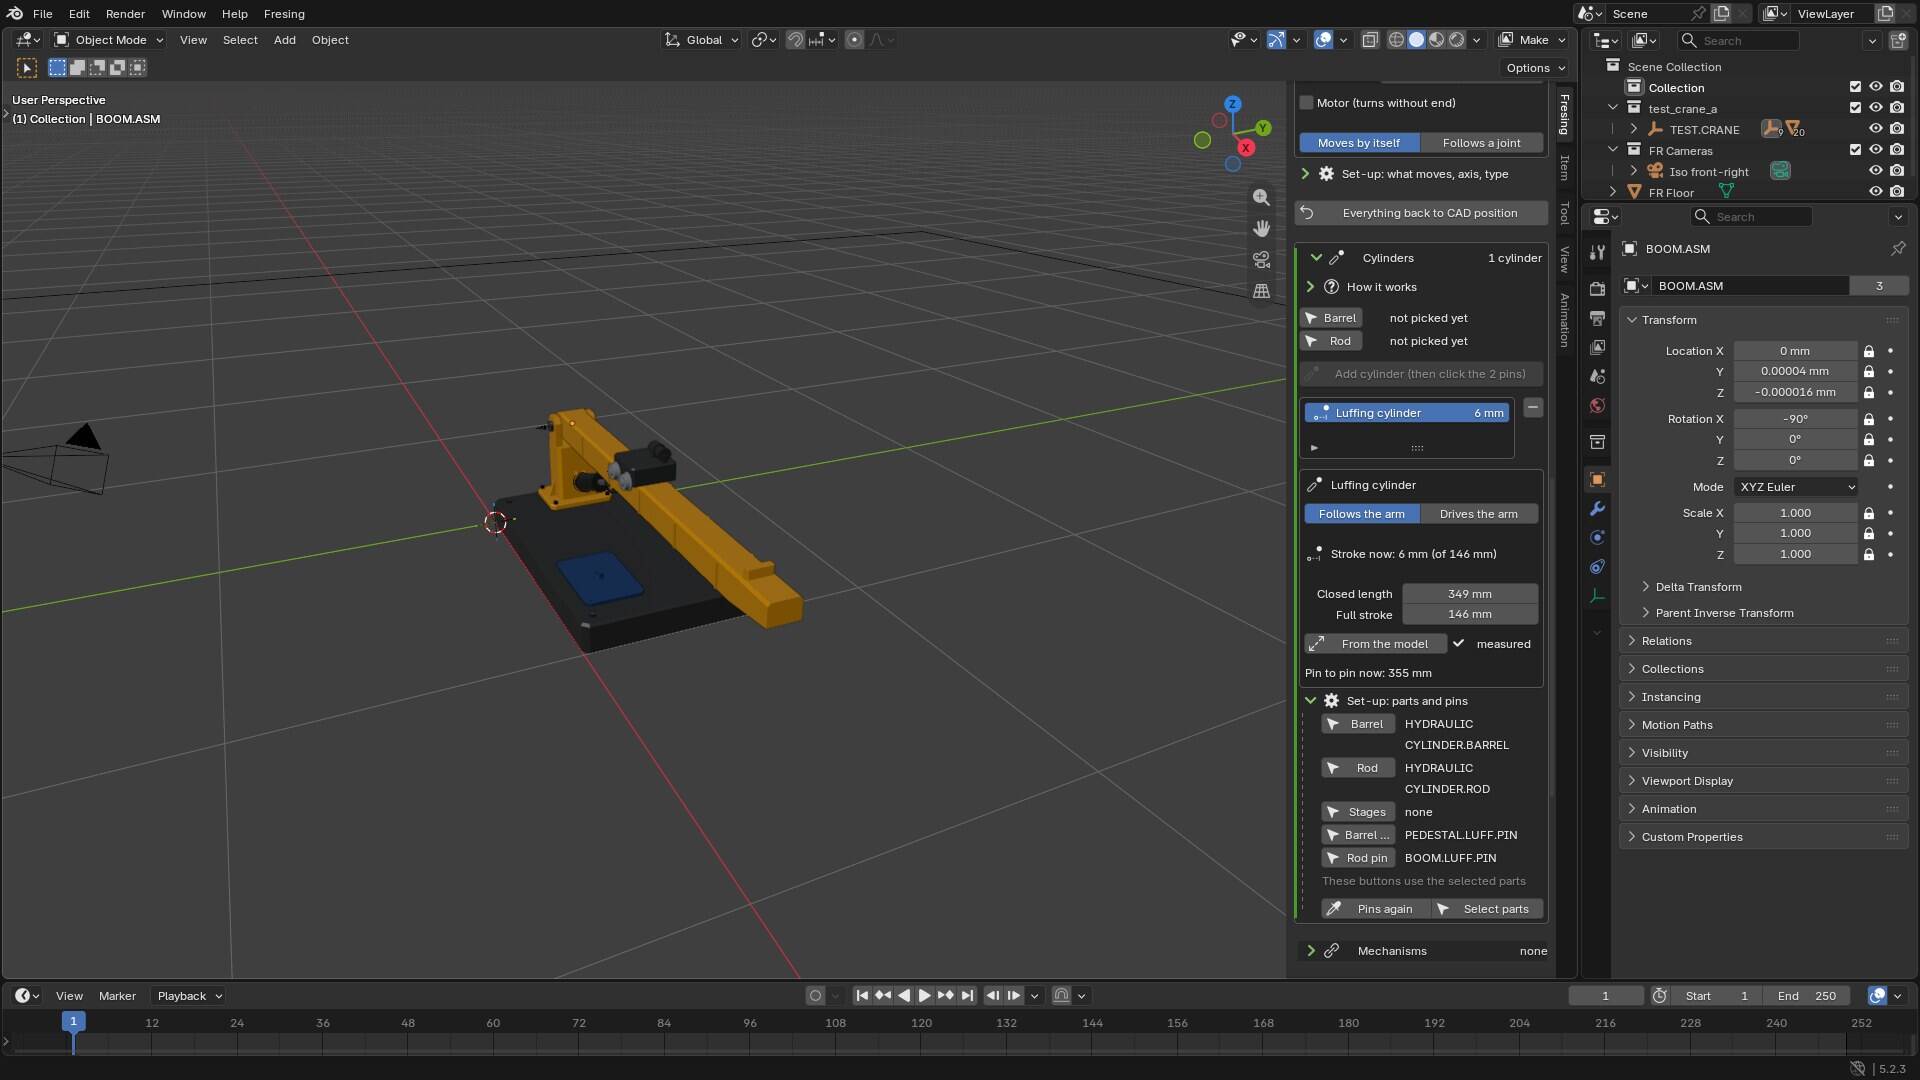 File Edit Render Window Help Fresing
Scene
ViewLayer
Object Mode View Select Add Object
Global
Make
Search
Options
User Perspective
(1) Collection | BOOM.ASM
Z
Y
X
Motor (turns without end)
Moves by itself Follows a joint
Set-up: what moves, axis, type
Everything back to CAD position
Cylinders 1 cylinder
How it works
Barrel not picked yet
Rod not picked yet
Add cylinder (then click the 2 pins)
Luffing cylinder 6 mm
Luffing cylinder
Follows the arm Drives the arm
Stroke now: 6 mm (of 146 mm)
Closed length 349 mm
Full stroke 146 mm
From the model measured
Pin to pin now: 355 mm
Set-up: parts and pins
Barrel HYDRAULIC
CYLINDER.BARREL
Rod HYDRAULIC
CYLINDER.ROD
Stages none
Barrel ... PEDESTAL.LUFF.PIN
Rod pin BOOM.LUFF.PIN
These buttons use the selected parts
Pins again Select parts
Mechanisms none
Fresing
Item
Tool
View
Animation
Scene Collection
Collection
test_crane_a
TEST.CRANE 9 20
FR Cameras
Iso front-right
FR Floor
Search
BOOM.ASM
BOOM.ASM 3
Transform
Location X 0 mm
Y 0.00004 mm
Z -0.000016 mm
Rotation X -90°
Y 0°
Z 0°
Mode XYZ Euler
Scale X 1.000
Y 1.000
Z 1.000
Delta Transform
Parent Inverse Transform
Relations
Collections
Instancing
Motion Paths
Visibility
Viewport Display
Animation
Custom Properties
View Marker Playback
1 Start 1 End 250
1 12 24 36 48 60 72 84 96 108 120 132 144 156 168 180 192 204 216 228 240 252
5.2.3